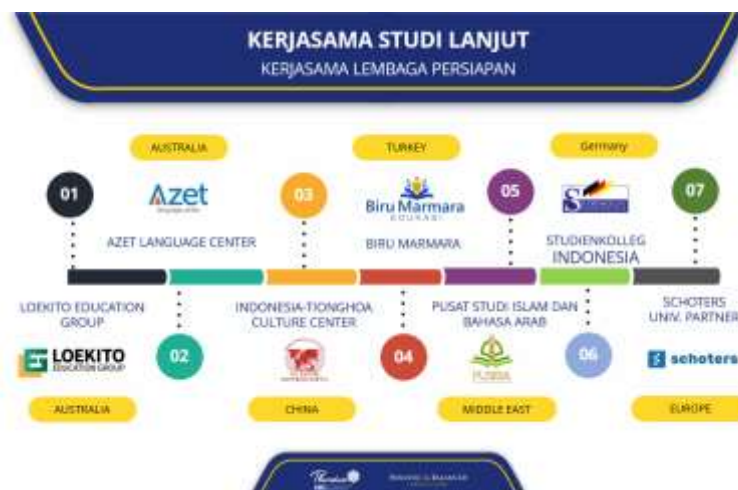 KERJASAMA STUDI LANJUT
KERJASAMA LEMBAGA PERSIAPAN
AUSTRALIA
TURKEY
Germany
01
Azet
03
Biru Marmara
EDUKASI
05
S
07
AZET LANGUAGE CENTER
BIRU MARMARA
STUDIENKOLLEG
INDONESIA
LOEKITO EDUCATION
GROUP
INDONESIA-TIONGHOA
CULTURE CENTER
PUSAT STUDI ISLAM DAN
BAHASA ARAB
SCHOTERS
UNIV. PARTNER
LOEKITO
EDUCATION GROUP
02
04
PUSIBA
06
schoters
AUSTRALIA
CHINA
MIDDLE EAST
EUROPE